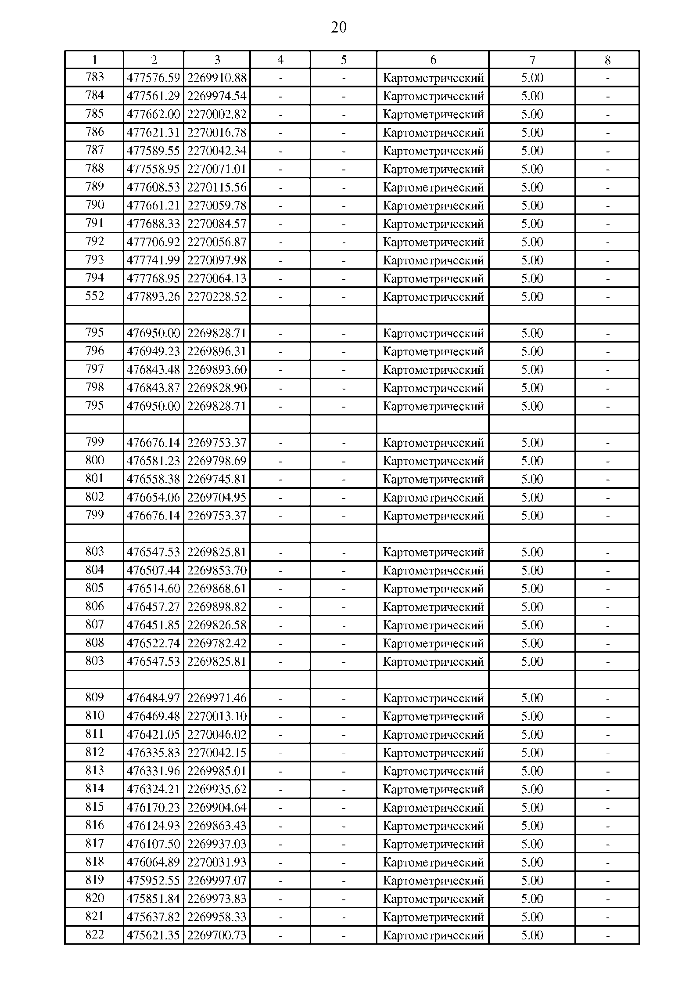 20
1 2 3 4 5 6 7 8
783 477576.59 2269910.88 - - Картометрический 5.00 -
784 477561.29 2269974.54 - - Картометрический 5.00 -
785 477662.00 2270002.82 - - Картометрический 5.00 -
786 477621.31 2270016.78 - - Картометрический 5.00 -
787 477589.55 2270042.34 - - Картометрический 5.00 -
788 477558.95 2270071.01 - - Картометрический 5.00 -
789 477608.53 2270115.56 - - Картометрический 5.00 -
790 477661.21 2270059.78 - - Картометрический 5.00 -
791 477688.33 2270084.57 - - Картометрический 5.00 -
792 477706.92 2270056.87 - - Картометрический 5.00 -
793 477741.99 2270097.98 - - Картометрический 5.00 -
794 477768.95 2270064.13 - - Картометрический 5.00 -
552 477893.26 2270228.52 - - Картометрический 5.00 -
795 476950.00 2269828.71 - - Картометрический 5.00 -
796 476949.23 2269896.31 - - Картометрический 5.00 -
797 476843.48 2269893.60 - - Картометрический 5.00 -
798 476843.87 2269828.90 - - Картометрический 5.00 -
795 476950.00 2269828.71 - - Картометрический 5.00 -
799 476676.14 2269753.37 - - Картометрический 5.00 -
800 476581.23 2269798.69 - - Картометрический 5.00 -
801 476558.38 2269745.81 - - Картометрический 5.00 -
802 476654.06 2269704.95 - - Картометрический 5.00 -
799 476676.14 2269753.37 - - Картометрический 5.00 -
803 476547.53 2269825.81 - - Картометрический 5.00 -
804 476507.44 2269853.70 - - Картометрический 5.00 -
805 476514.60 2269868.61 - - Картометрический 5.00 -
806 476457.27 2269898.82 - - Картометрический 5.00 -
807 476451.85 2269826.58 - - Картометрический 5.00 -
808 476522.74 2269782.42 - - Картометрический 5.00 -
803 476547.53 2269825.81 - - Картометрический 5.00 -
809 476484.97 2269971.46 - - Картометрический 5.00 -
810 476469.48 2270013.10 - - Картометрический 5.00 -
811 476421.05 2270046.02 - - Картометрический 5.00 -
812 476335.83 2270042.15 - - Картометрический 5.00 -
813 476331.96 2269985.01 - - Картометрический 5.00 -
814 476324.21 2269935.62 - - Картометрический 5.00 -
815 476170.23 2269904.64 - - Картометрический 5.00 -
816 476124.93 2269863.43 - - Картометрический 5.00 -
817 476107.50 2269937.03 - - Картометрический 5.00 -
818 476064.89 2270031.93 - - Картометрический 5.00 -
819 475952.55 2269997.07 - - Картометрический 5.00 -
820 475851.84 2269973.83 - - Картометрический 5.00 -
821 475637.82 2269958.33 - - Картометрический 5.00 -
822 475621.35 2269700.73 - - Картометрический 5.00 -